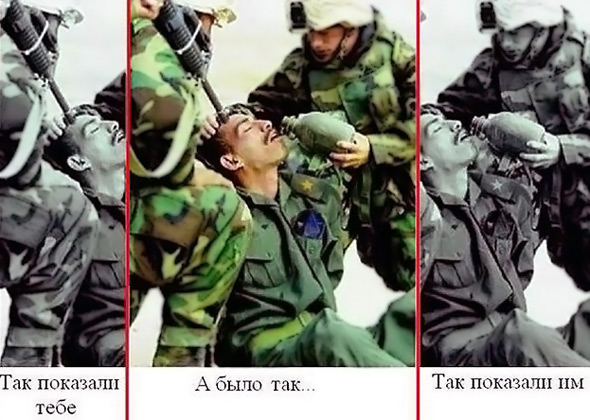 Так показали
тебе
А было так...
Так показали им